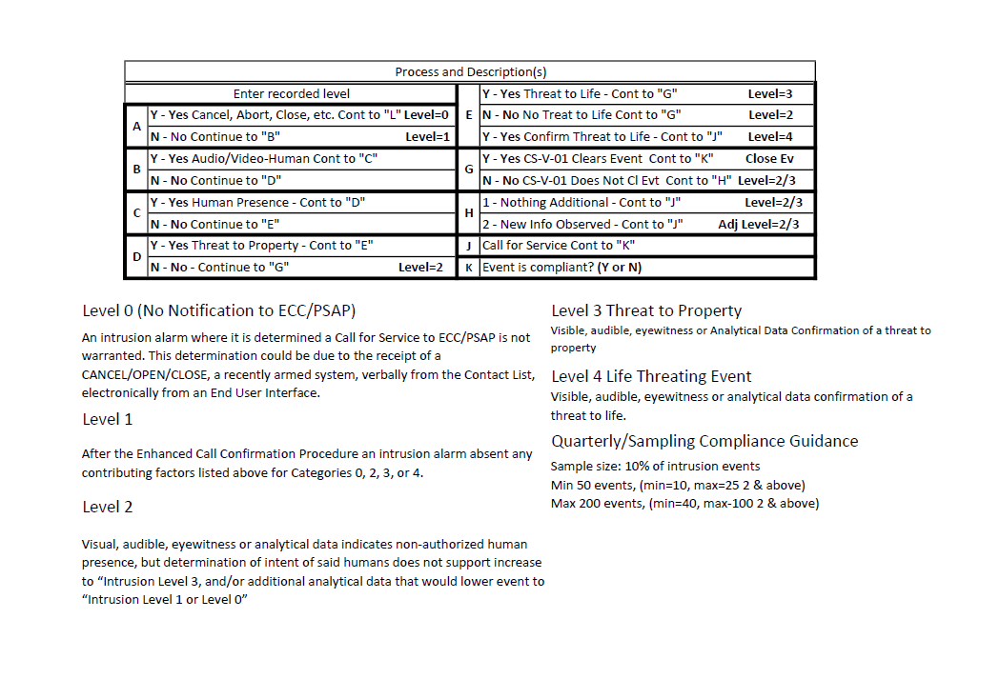 Process and Description(s)
Enter recorded level
A
Y - Yes Cancel, Abort, Close, etc. Cont to "L" Level=0
N - No Continue to "B" Level=1
B
Y - Yes Audio/Video-Human Cont to "C"
N - No Continue to "D"
C
Y - Yes Human Presence - Cont to "D"
N - No Continue to "E"
D
Y - Yes Threat to Property - Cont to "E"
N - No - Continue to "G" Level=2
E
Y - Yes Threat to Life - Cont to "G" Level=3
N - No No Treat to Life Cont to "G" Level=2
Y - Yes Confirm Threat to Life - Cont to "J" Level=4
G
Y - Yes CS-V-01 Clears Event Cont to "K" Close Ev
N - No CS-V-01 Does Not Cl Evt Cont to "H" Level=2/3
H
1 - Nothing Additional - Cont to "J" Level=2/3
2 - New Info Observed - Cont to "J" Adj Level=2/3
J Call for Service Cont to "K"
K Event is compliant? (Y or N)
Level 0 (No Notification to ECC/PSAP)
An intrusion alarm where it is determined a Call for Service to ECC/PSAP is not
warranted. This determination could be due to the receipt of a
CANCEL/OPEN/CLOSE, a recently armed system, verbally from the Contact List,
electronically from an End User Interface.
Level 1
After the Enhanced Call Confirmation Procedure an intrusion alarm absent any
contributing factors listed above for Categories 0, 2, 3, or 4.
Level 2
Visual, audible, eyewitness or analytical data indicates non-authorized human
presence, but determination of intent of said humans does not support increase
to “Intrusion Level 3, and/or additional analytical data that would lower event to
“Intrusion Level 1 or Level 0”
Level 3 Threat to Property
Visible, audible, eyewitness or Analytical Data Confirmation of a threat to
property
Level 4 Life Threating Event
Visible, audible, eyewitness or analytical data confirmation of a
threat to life.
Quarterly/Sampling Compliance Guidance
Sample size: 10% of intrusion events
Min 50 events, (min=10, max=25 2 & above)
Max 200 events, (min=40, max-100 2 & above)